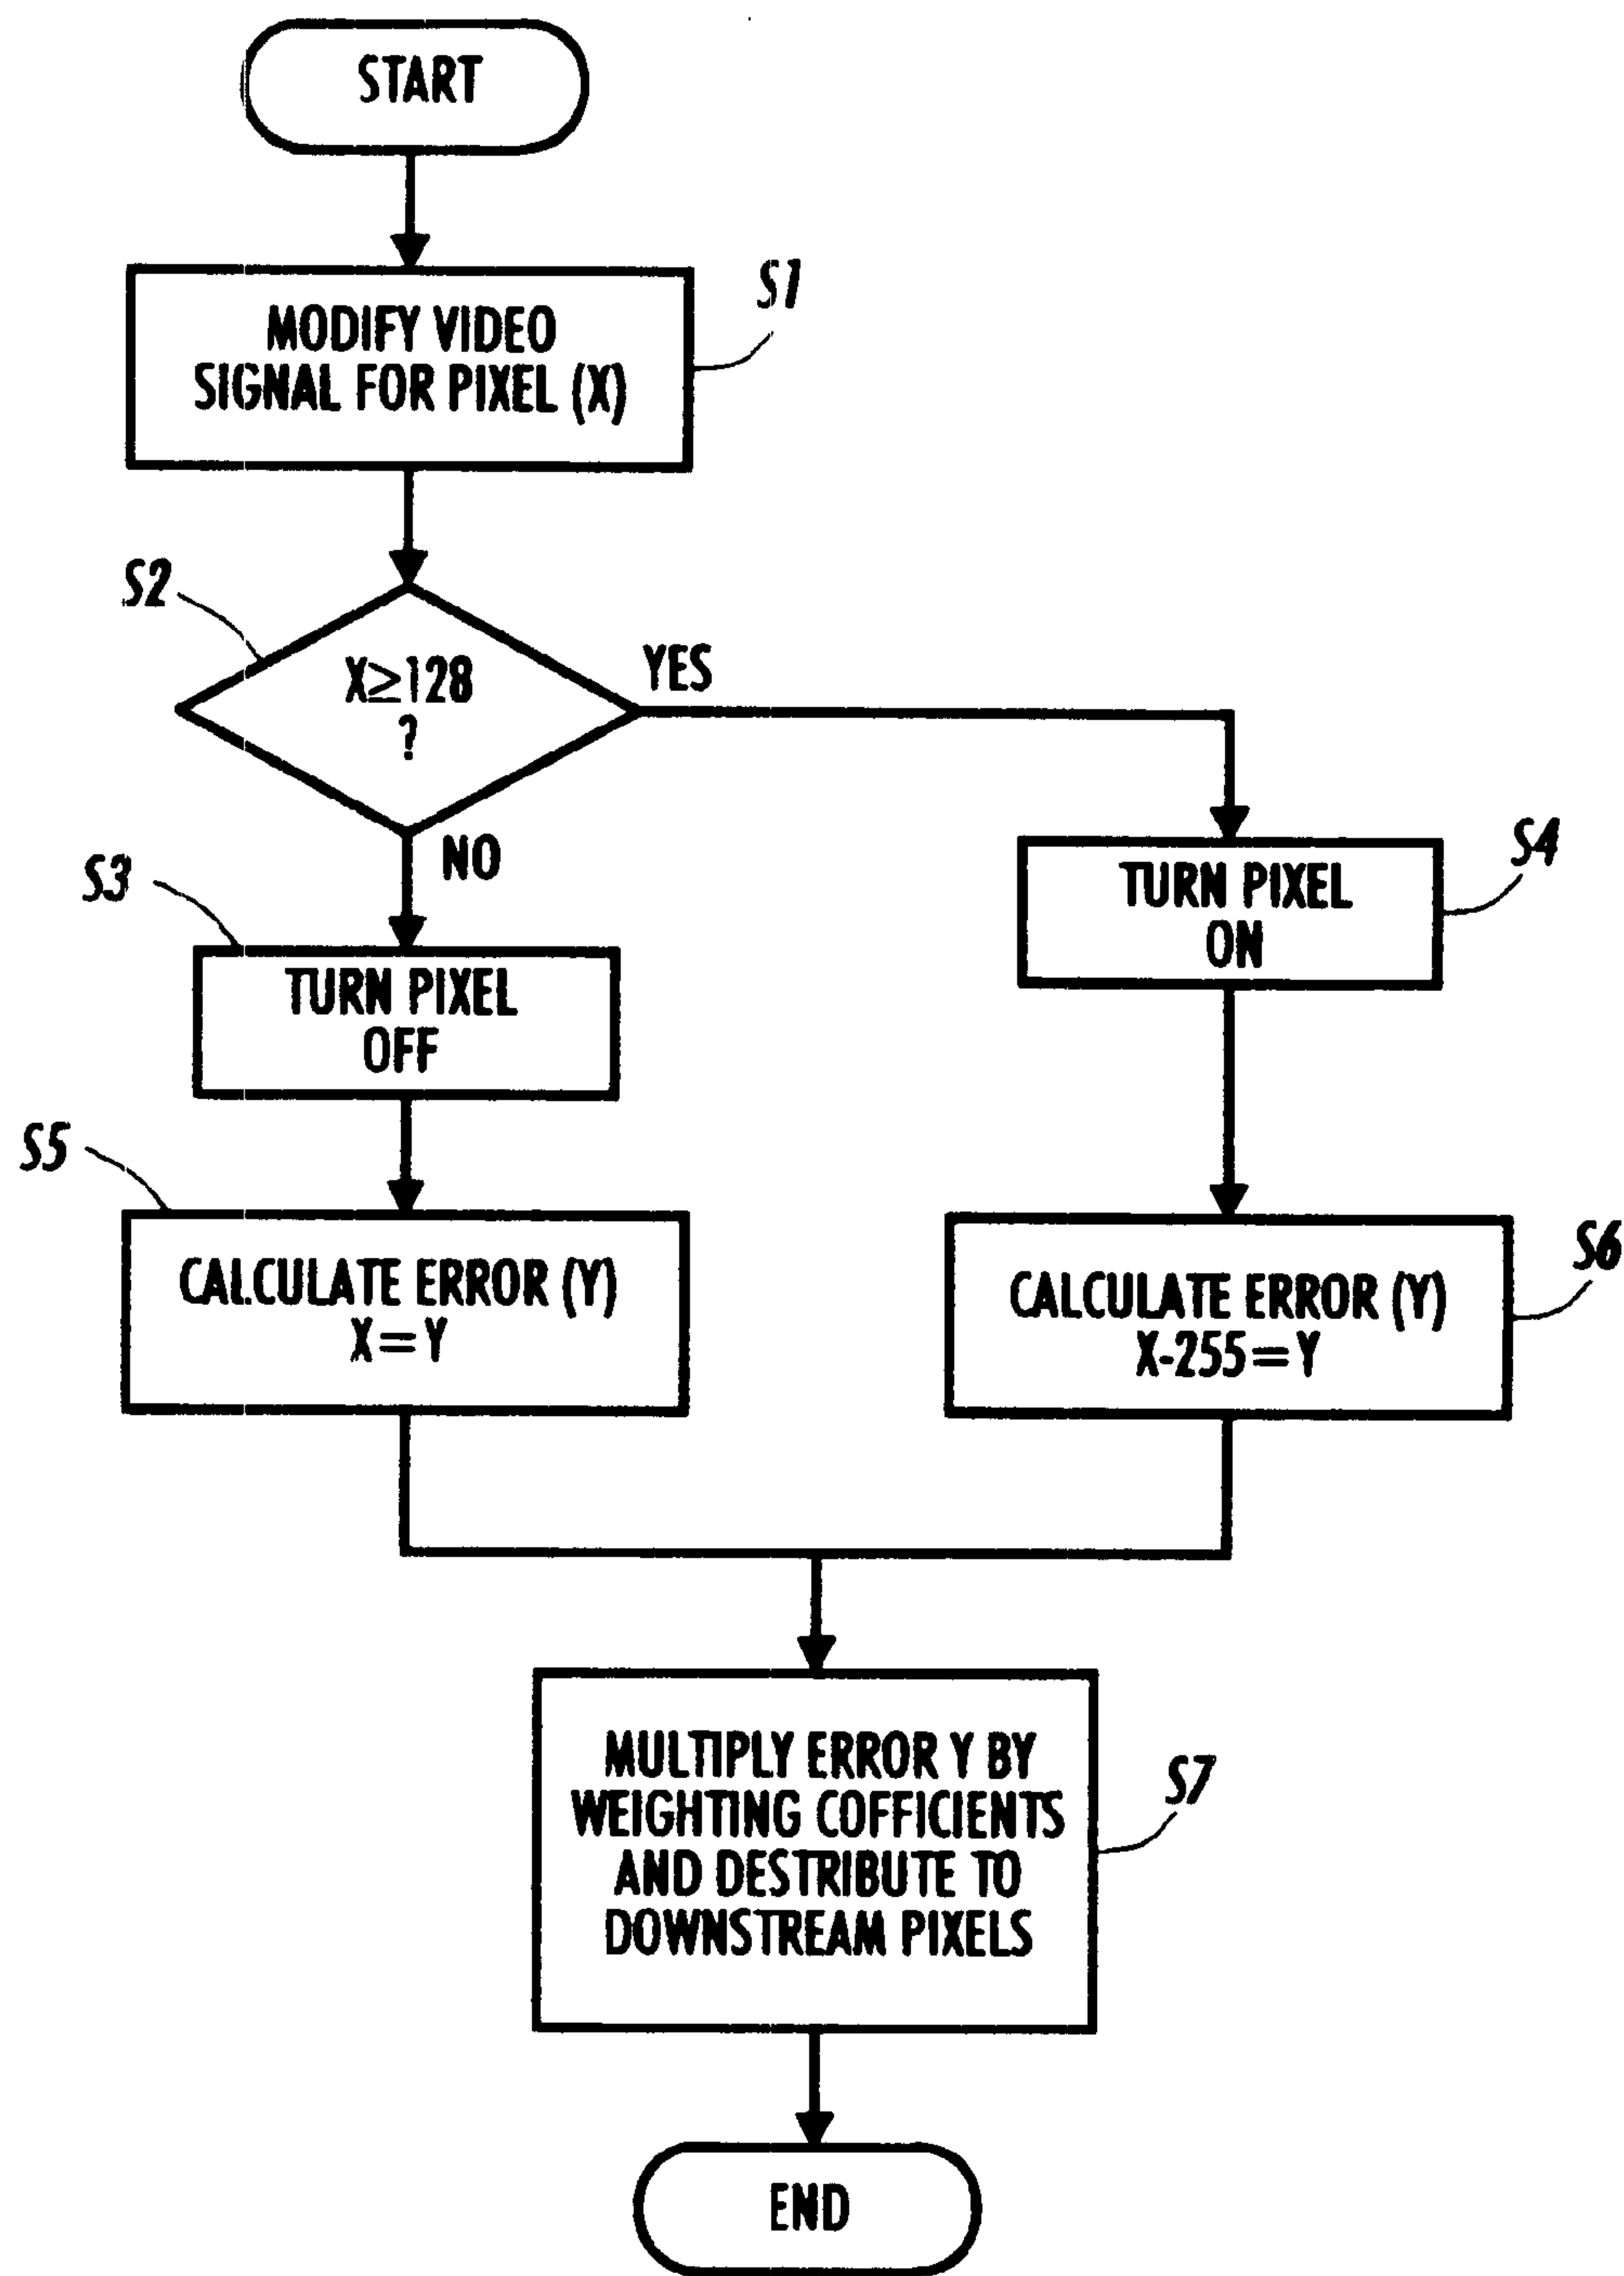 START
S1
MODIFY VIDEO
SIGNAL FOR PIXEL (X)
S2
X≥128
?
YES
NO
S3
TURN PIXEL
OFF
S4
TURN PIXEL
ON
S5
CALCULATE ERROR (Y)
X=Y
S6
CALCULATE ERROR (Y)
X-255=Y
S7
MULTIPLY ERROR Y BY
WEIGHTING COFFICIENTS
AND DESTRIBUTE TO
DOWNSTREAM PIXELS
END